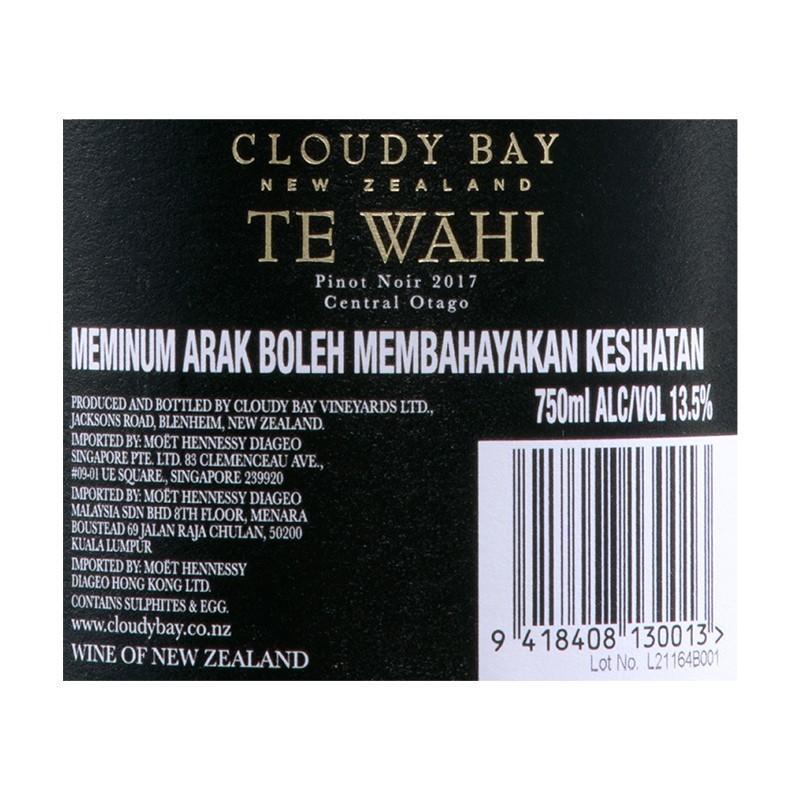 CLOUDY BAY
NEW ZEALAND
TE WAHI
Pinot Noir 2017
Central Otago
MEMINUM ARAK BOLEH MEMBAHAYAKAN KESIHATAN
750ml ALC/VOL 13.5%
PRODUCED AND BOTTLED BY CLOUDY BAY VINEYARDS LTD.,
JACKSONS ROAD, BLENHEIM, NEW ZEALAND.
IMPORTED BY: MOËT HENNESSY DIAGEO
SINGAPORE PTE. LTD. 83 CLEMENCEAU AVE.,
#09-01 UE SQUARE., SINGAPORE 239920
IMPORTED BY: MOËT HENNESSY DIAGEO
MALAYSIA SDN BHD 8TH FLOOR, MENARA
BOUSTEAD 69 JALAN RAJA CHULAN, 50200
KUALA LUMPUR
IMPORTED BY: MOËT HENNESSY
DIAGEO HONG KONG LTD.
CONTAINS SULPHITES & EGG.
www.cloudybay.co.nz
WINE OF NEW ZEALAND
9 418408 130013 >
Lot No. L21164B001